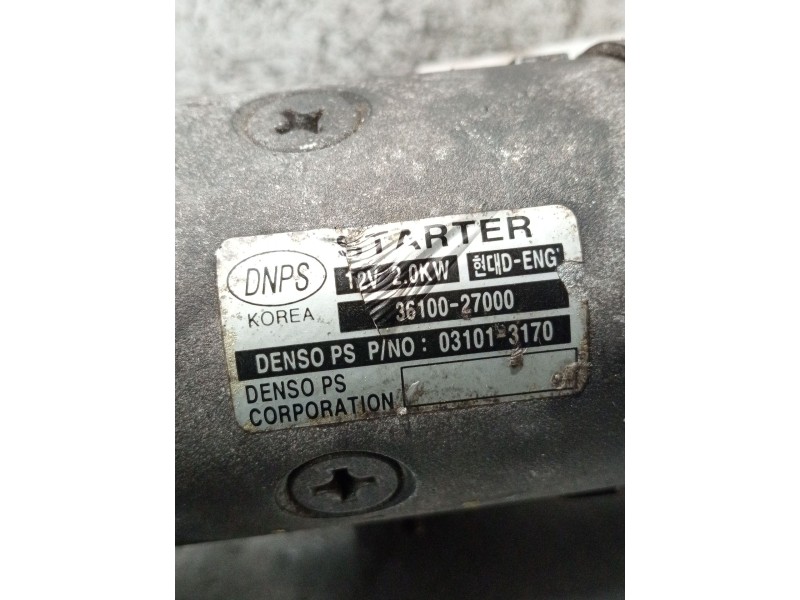 STARTER
DNPS
12V 2.0KW 현대D-ENG'
KOREA
36100-27000
DENSO PS P/NO: 03101-3170
DENSO PS
CORPORATION